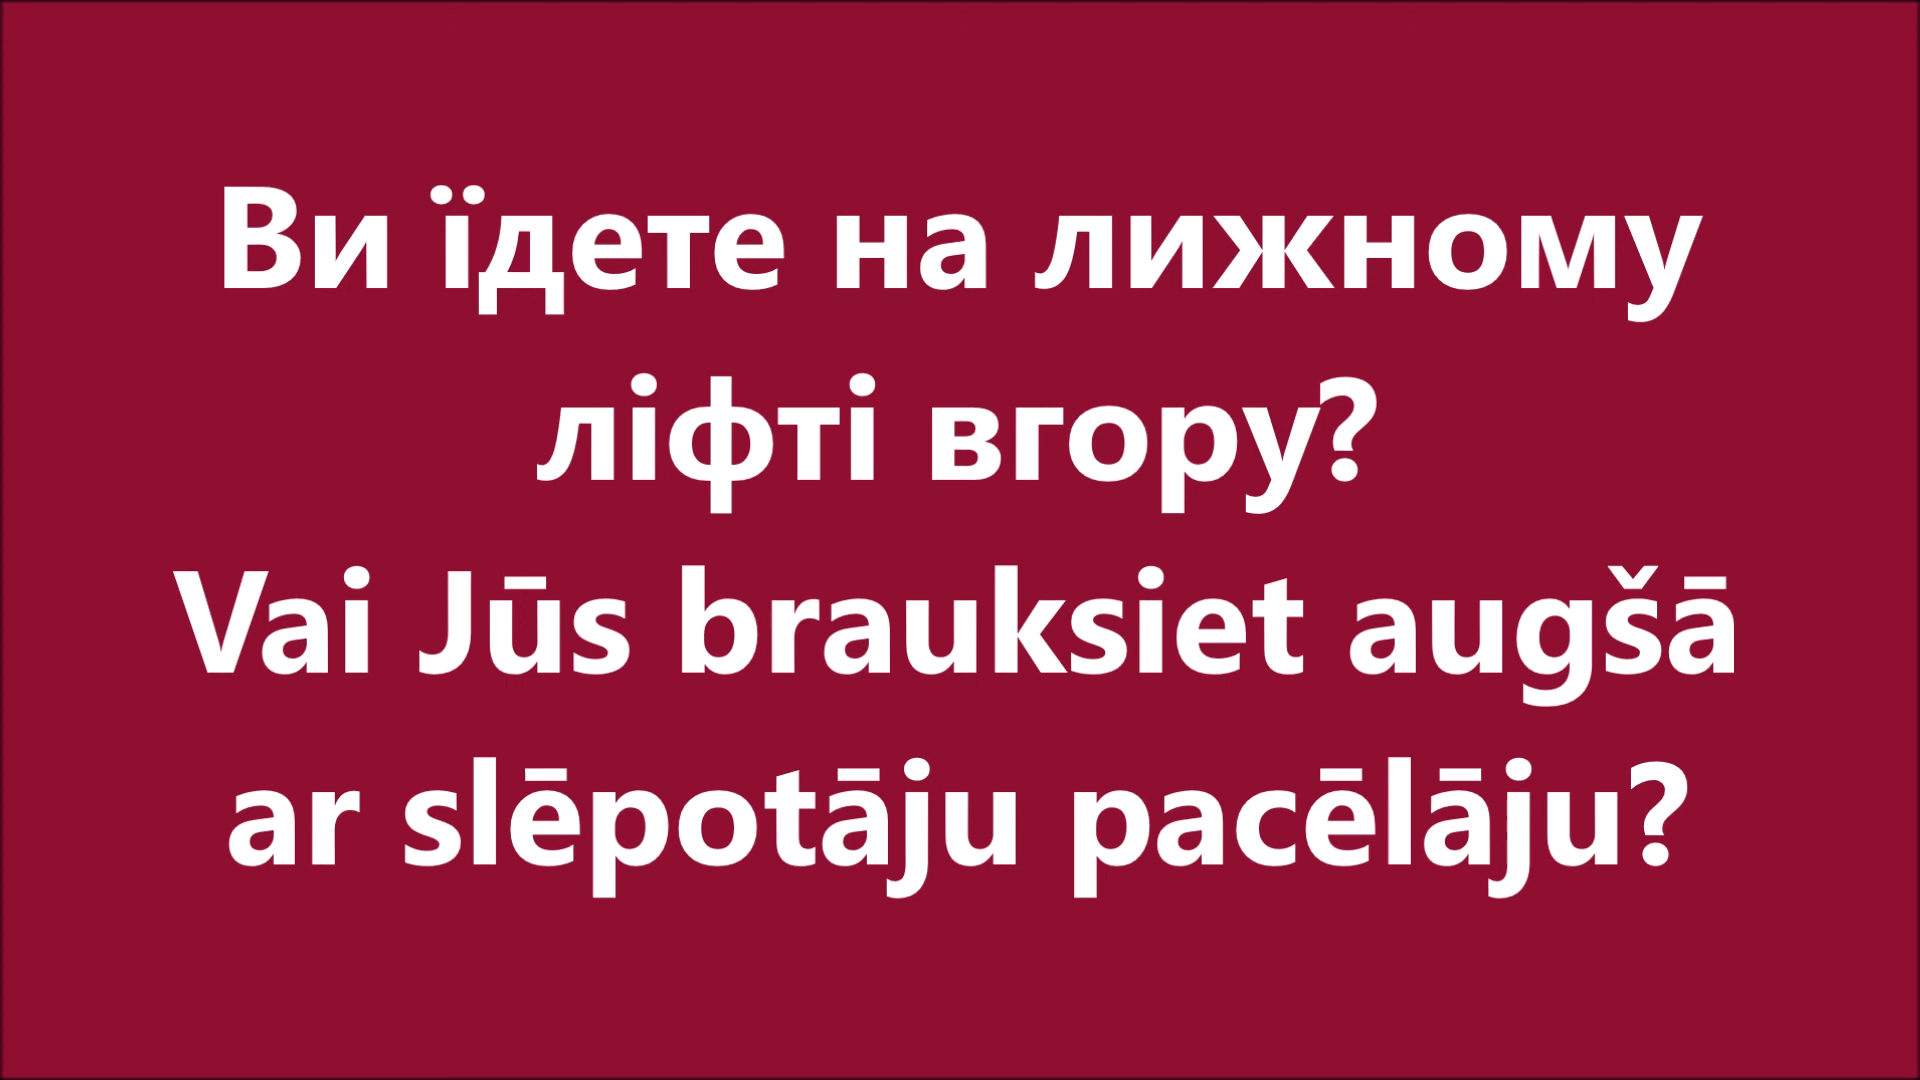 Ви їдете на лижному
ліфті вгору?
Vai Jūs brauksiet augšā
ar slēpotāju pacēlāju?